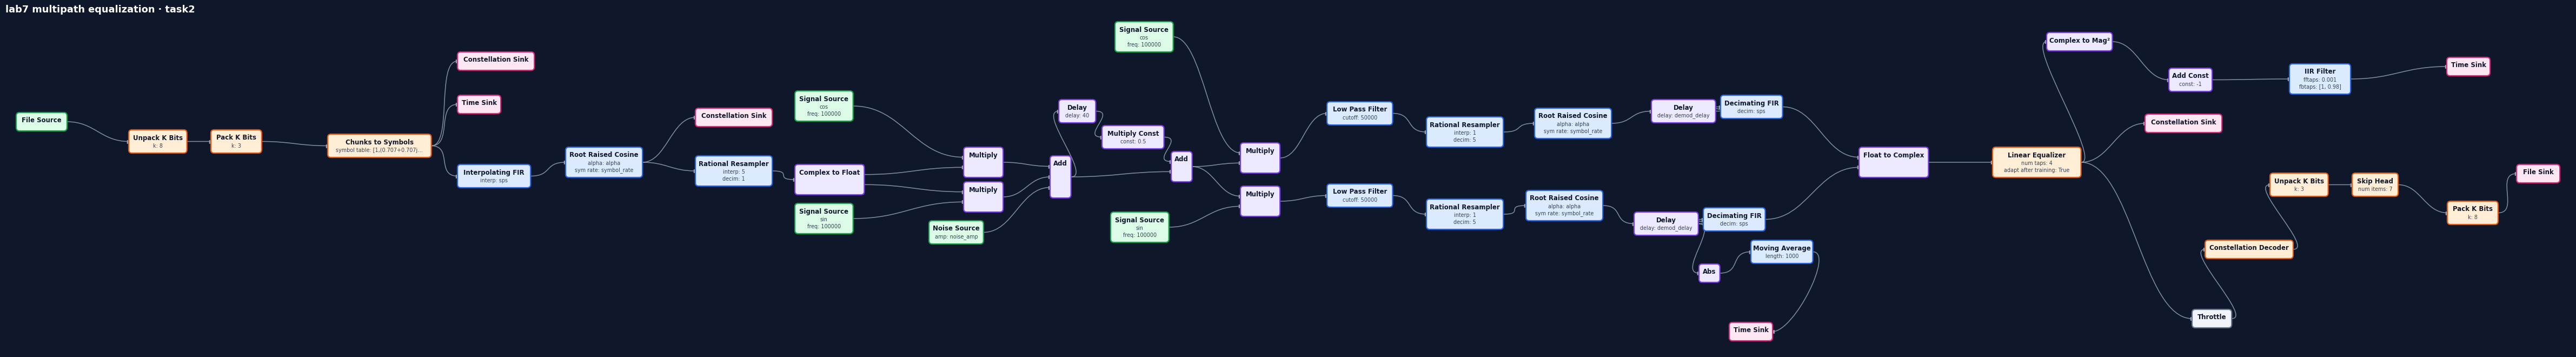 lab7 multipath equalization · task2
File Source
Unpack K Bits
k: 8
Pack K Bits
k: 3
Chunks to Symbols
symbol table: [1,(0.707+0.707j...
Constellation Sink
Time Sink
Interpolating FIR
interp: sps
Root Raised Cosine
alpha: alpha
sym rate: symbol_rate
Constellation Sink
Rational Resampler
interp: 5
decim: 1
Signal Source
cos
freq: 100000
Complex to Float
Signal Source
sin
freq: 100000
Multiply
Multiply
Noise Source
amp: noise_amp
Add
Delay
delay: 40
Multiply Const
const: 0.5
Add
Signal Source
cos
freq: 100000
Signal Source
sin
freq: 100000
Multiply
Multiply
Low Pass Filter
cutoff: 50000
Low Pass Filter
cutoff: 50000
Rational Resampler
interp: 1
decim: 5
Rational Resampler
interp: 1
decim: 5
Root Raised Cosine
alpha: alpha
sym rate: symbol_rate
Root Raised Cosine
alpha: alpha
sym rate: symbol_rate
Delay
delay: demod_delay
Decimating FIR
decim: sps
Delay
delay: demod_delay
Decimating FIR
decim: sps
Abs
Moving Average
length: 1000
Time Sink
Float to Complex
Linear Equalizer
num taps: 4
adapt after training: True
Complex to Mag²
Add Const
const: -1
IIR Filter
fftaps: 0.001
fbtaps: [1, 0.98]
Time Sink
Constellation Sink
Throttle
Constellation Decoder
Unpack K Bits
k: 3
Skip Head
num items: 7
Pack K Bits
k: 8
File Sink